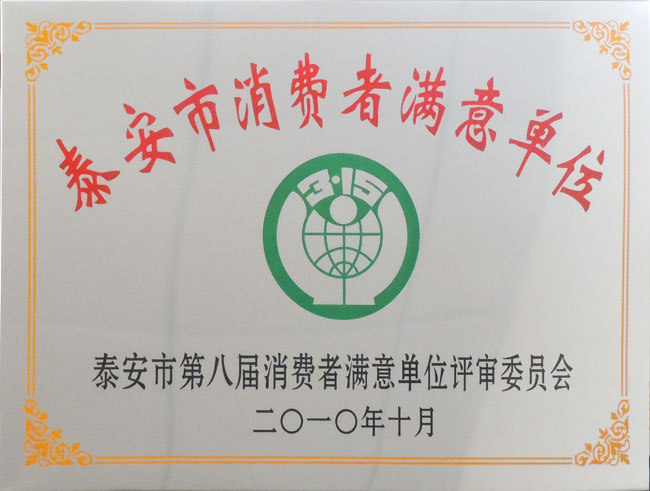 泰安市消费者满意单位
3·15
泰安市第八届消费者满意单位评审委员会
二〇一〇年十月